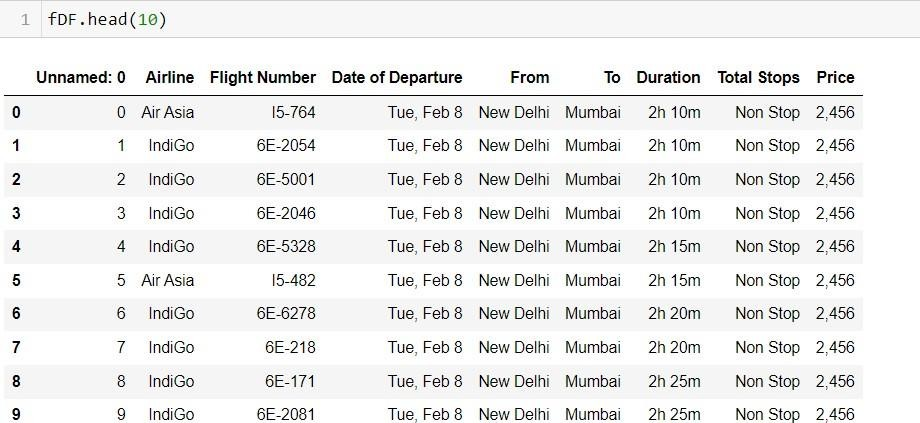 1 fDF.head(10)
Unnamed: 0 Airline Flight Number Date of Departure From To Duration Total Stops Price
0 0 Air Asia I5-764 Tue, Feb 8 New Delhi Mumbai 2h 10m Non Stop 2,456
1 1 IndiGo 6E-2054 Tue, Feb 8 New Delhi Mumbai 2h 10m Non Stop 2,456
2 2 IndiGo 6E-5001 Tue, Feb 8 New Delhi Mumbai 2h 10m Non Stop 2,456
3 3 IndiGo 6E-2046 Tue, Feb 8 New Delhi Mumbai 2h 10m Non Stop 2,456
4 4 IndiGo 6E-5328 Tue, Feb 8 New Delhi Mumbai 2h 15m Non Stop 2,456
5 5 Air Asia I5-482 Tue, Feb 8 New Delhi Mumbai 2h 15m Non Stop 2,456
6 6 IndiGo 6E-6278 Tue, Feb 8 New Delhi Mumbai 2h 20m Non Stop 2,456
7 7 IndiGo 6E-218 Tue, Feb 8 New Delhi Mumbai 2h 20m Non Stop 2,456
8 8 IndiGo 6E-171 Tue, Feb 8 New Delhi Mumbai 2h 25m Non Stop 2,456
9 9 IndiGo 6E-2081 Tue, Feb 8 New Delhi Mumbai 2h 25m Non Stop 2,456